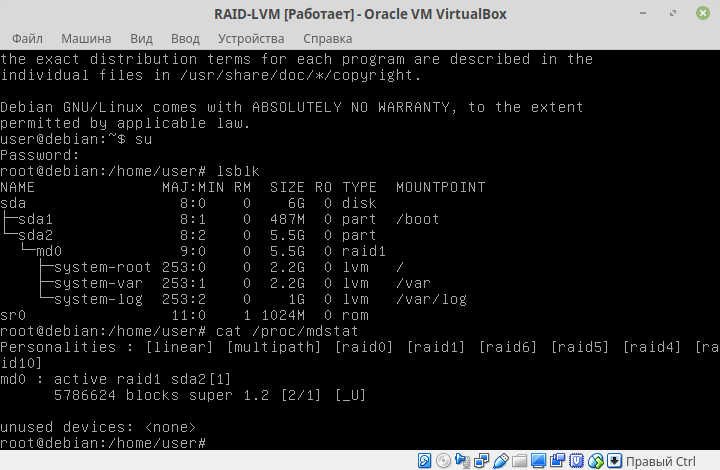 RAID-LVM [Работает] - Oracle VM VirtualBox
Файл Машина Вид Ввод Устройства Справка
the exact distribution terms for each program are described in the
individual files in /usr/share/doc/*/copyright.
Debian GNU/Linux comes with ABSOLUTELY NO WARRANTY, to the extent
permitted by applicable law.
user@debian:~$ su
Password:
root@debian:/home/user# lsblk
NAME                MAJ:MIN RM  SIZE RO TYPE  MOUNTPOINT
sda                   8:0    0    6G  0 disk
├─sda1                8:1    0  487M  0 part  /boot
└─sda2                8:2    0  5.5G  0 part
  └─md0               9:0    0  5.5G  0 raid1
    ├─system-root   253:0    0  2.2G  0 lvm   /
    ├─system-var    253:1    0  2.2G  0 lvm   /var
    └─system-log    253:2    0    1G  0 lvm   /var/log
sr0                  11:0    1 1024M  0 rom
root@debian:/home/user# cat /proc/mdstat
Personalities : [linear] [multipath] [raid0] [raid1] [raid6] [raid5] [raid4] [ra
id10]
md0 : active raid1 sda2[1]
      5786624 blocks super 1.2 [2/1] [_U]
unused devices: <none>
root@debian:/home/user#
Правый Ctrl